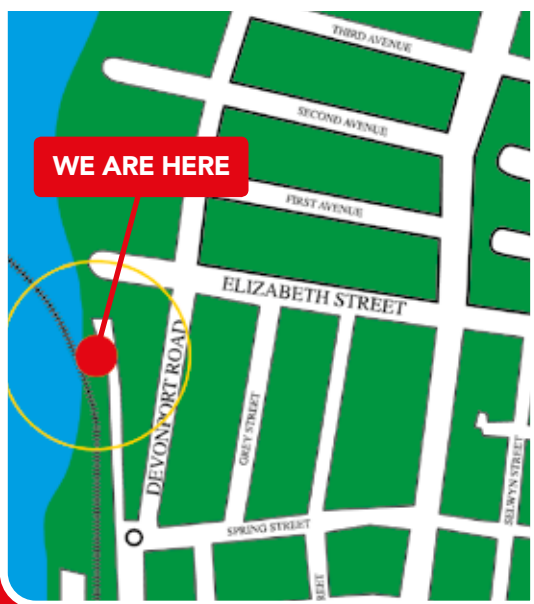 THIRD AVENUE
SECOND AVENUE
WE ARE HERE
FIRST AVENUE
ELIZABETH STREET
DEVONPORT ROAD
GREY STREET
SELWYN STREET
SPRING STREET
REET